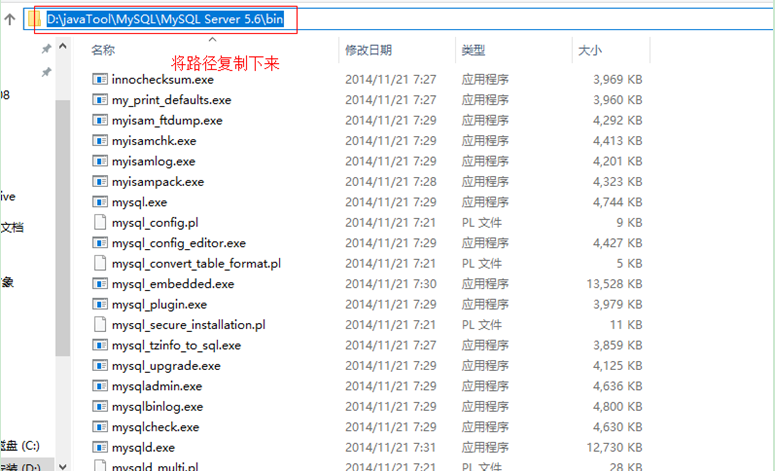 D:\javaTool\MySQL\MySQL Server 5.6\bin
名称 修改日期 类型 大小
将路径复制下来
innochecksum.exe 2014/11/21 7:27 应用程序 3,969 KB
08
my_print_defaults.exe 2014/11/21 7:27 应用程序 3,960 KB
myisam_ftdump.exe 2014/11/21 7:29 应用程序 4,292 KB
myisamchk.exe 2014/11/21 7:29 应用程序 4,413 KB
myisamlog.exe 2014/11/21 7:29 应用程序 4,201 KB
myisampack.exe 2014/11/21 7:28 应用程序 4,323 KB
ive
mysql.exe 2014/11/21 7:29 应用程序 4,744 KB
mysql_config.pl 2014/11/21 7:21 PL 文件 9 KB
文档
mysql_config_editor.exe 2014/11/21 7:29 应用程序 4,427 KB
mysql_convert_table_format.pl 2014/11/21 7:21 PL 文件 5 KB
象
mysql_embedded.exe 2014/11/21 7:30 应用程序 13,528 KB
mysql_plugin.exe 2014/11/21 7:29 应用程序 3,979 KB
mysql_secure_installation.pl 2014/11/21 7:21 PL 文件 11 KB
mysql_tzinfo_to_sql.exe 2014/11/21 7:27 应用程序 3,859 KB
mysql_upgrade.exe 2014/11/21 7:29 应用程序 4,125 KB
mysqladmin.exe 2014/11/21 7:29 应用程序 4,636 KB
mysqlbinlog.exe 2014/11/21 7:29 应用程序 4,800 KB
mysqlcheck.exe 2014/11/21 7:29 应用程序 4,630 KB
盘 (C:)
mysqld.exe 2014/11/21 7:31 应用程序 12,730 KB
装 (D:)
mysqld_multi.pl 2014/11/21 7:21 PL 文件 28 KB